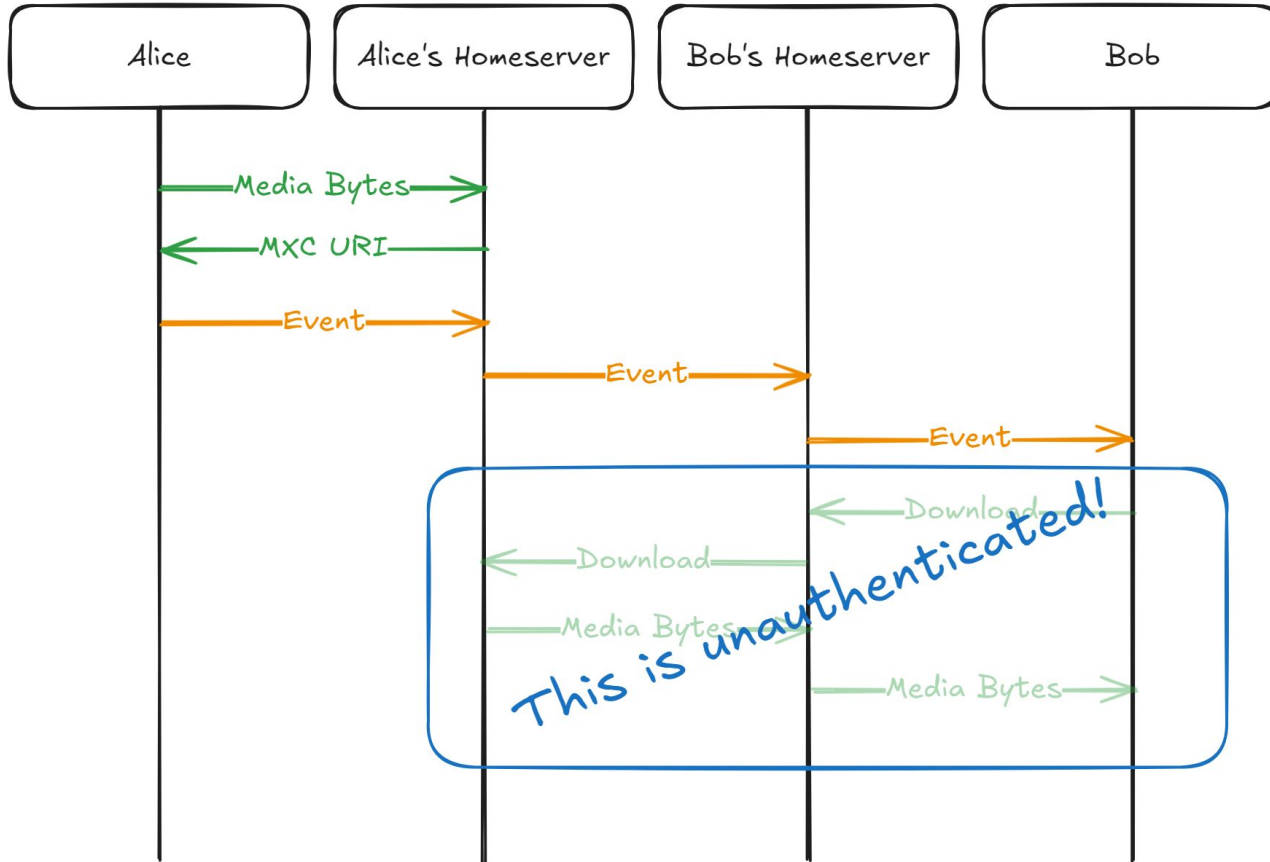 Alice
Alice's Homeserver
Bob's Homeserver
Bob
Media Bytes
MXC URI
Event
Event
Event
Download
Download
This is unauthenticated!
Media Bytes
Media Bytes